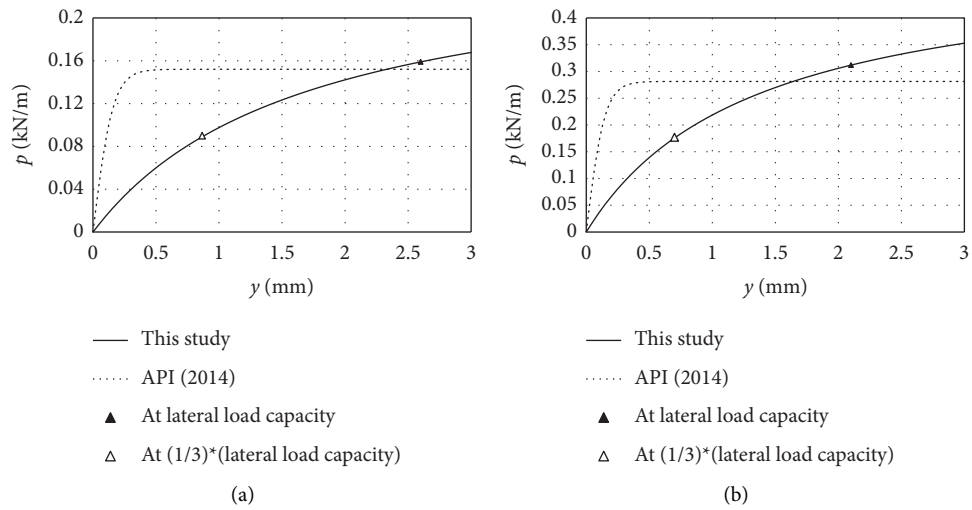 0.2
0.16
0.12
0.08
0.04
0
p (kN/m)
0 0.5 1 1.5 2 2.5 3
y (mm)
This study
API (2014)
At lateral load capacity
At (1/3)*(lateral load capacity)
(a)
0.4
0.35
0.3
0.25
0.2
0.15
0.1
0.05
0
p (kN/m)
0 0.5 1 1.5 2 2.5 3
y (mm)
This study
API (2014)
At lateral load capacity
At (1/3)*(lateral load capacity)
(b)